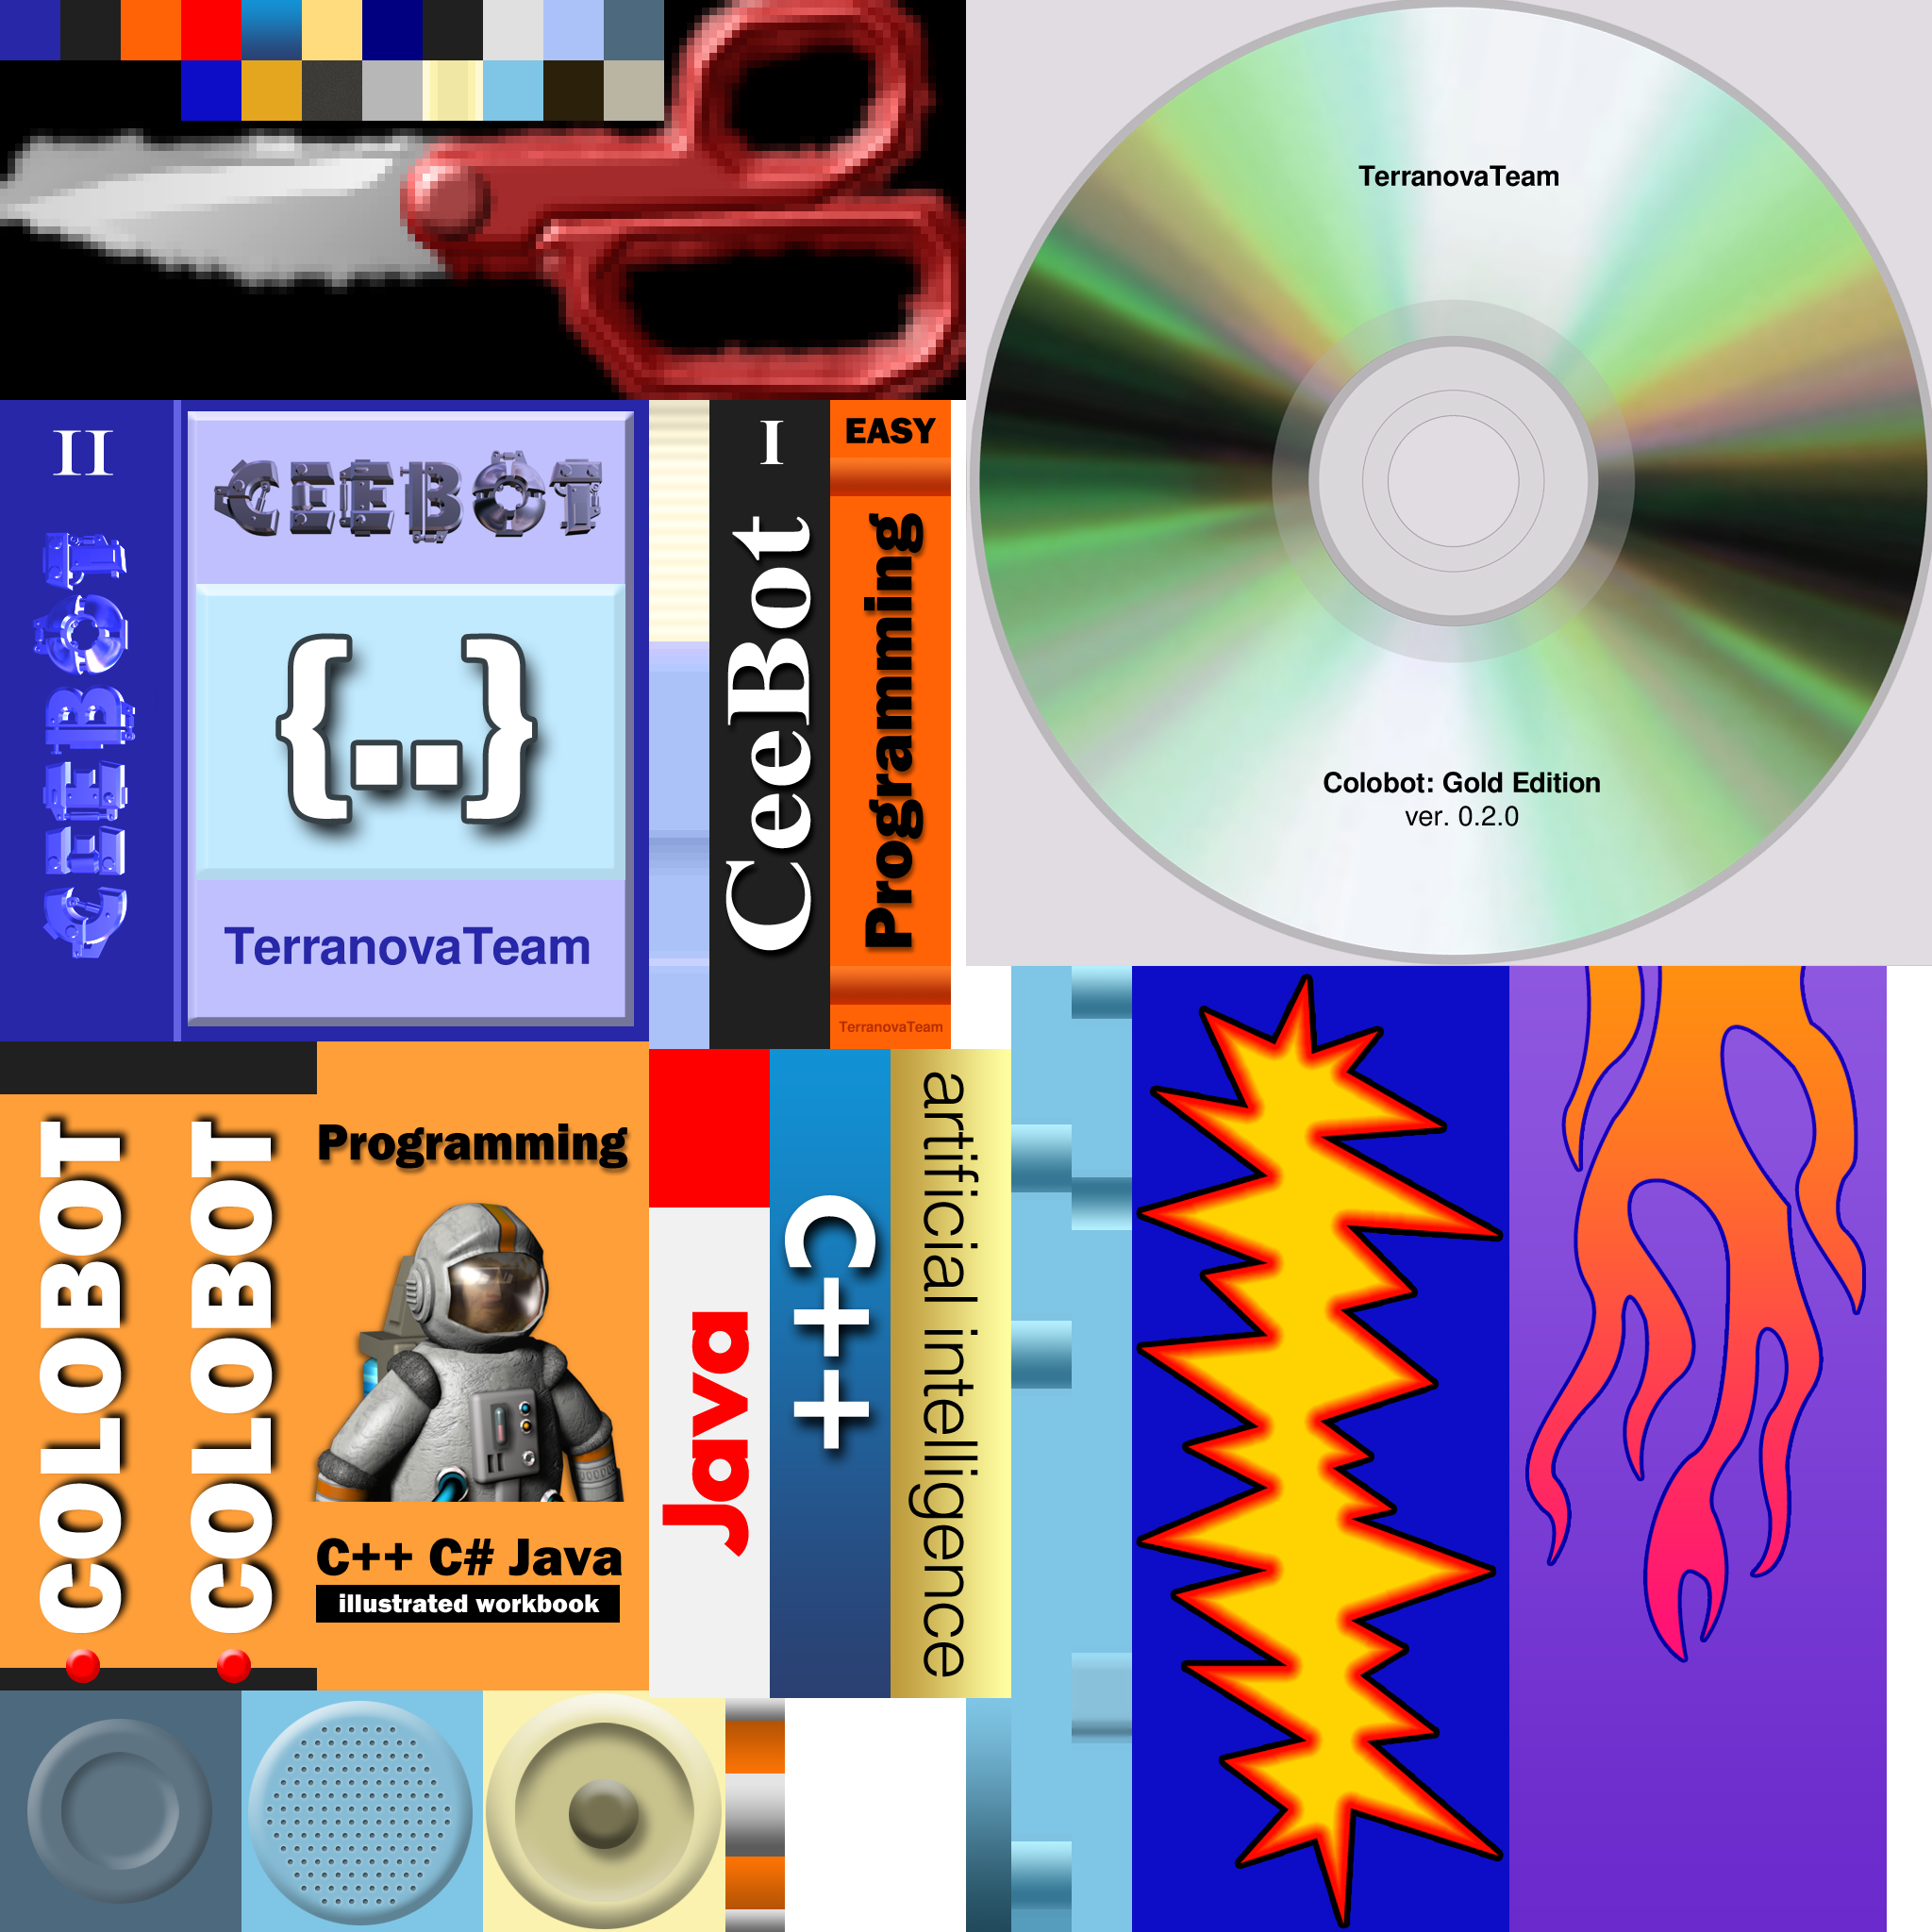 TerranovaTeam
Colobot: Gold Edition
ver. 0.2.0
II
CEEBOT
CEEBOT
{..}
TerranovaTeam
I
CeeBot
EASY
Programming
TerranovaTeam
COLOBOT
COLOBOT
Programming
C++ C# Java
illustrated workbook
Java
C++
artificial intelligence